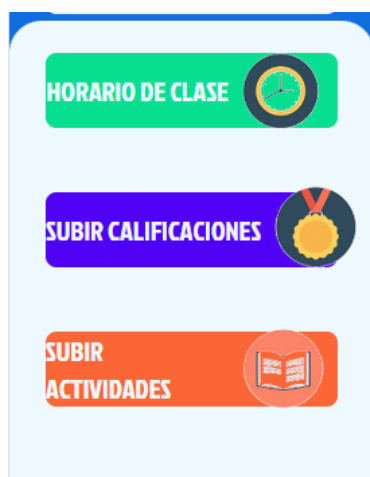 HORARIO DE CLASE
SUBIR CALIFICACIONES
SUBIR
ACTIVIDADES